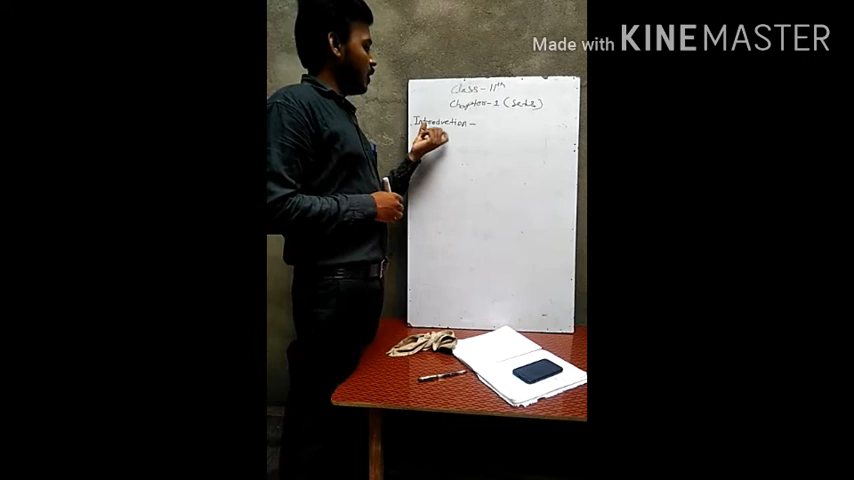 Made with KINEMASTER
Class - 11th
Chapter - 1 (Sets)
Introduction -